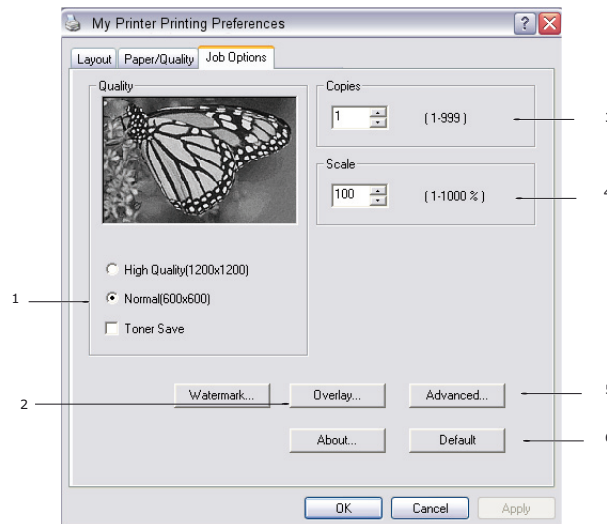 My Printer Printing Preferences
Layout Paper/Quality Job Options
Quality
Copies
1 (1-999)
Scale
4
100 (1-1000 %)
High Quality(1200x1200)
1
Normal(600x600)
Toner Save
Watermark... Overlay... Advanced...
2
About... Default
OK Cancel Apply